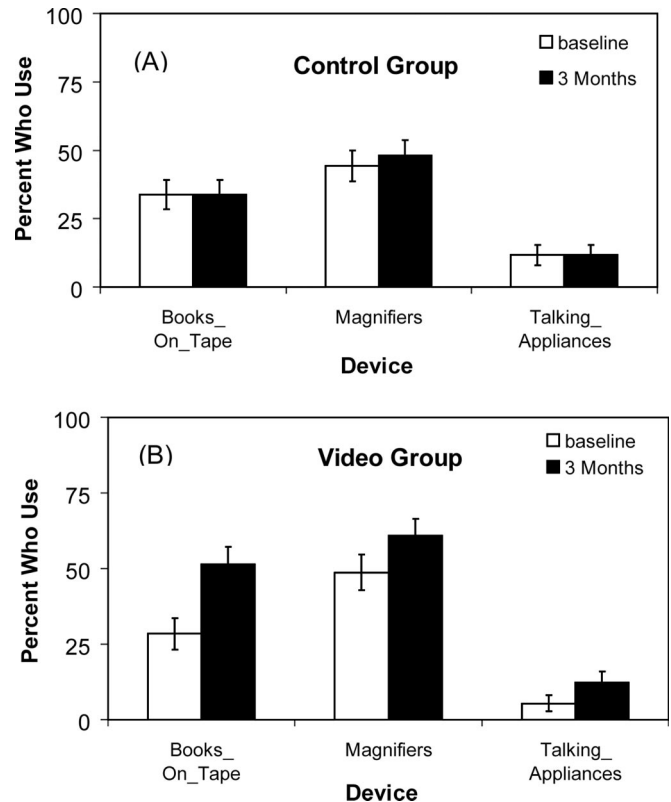 100
(A)
Control Group
baseline
3 Months
75
50
25
0
Percent Who Use
Books_
On_Tape
Magnifiers
Talking_
Appliances
Device
100
(B)
Video Group
baseline
3 Months
75
50
25
0
Percent Who Use
Books_
On_Tape
Magnifiers
Talking_
Appliances
Device